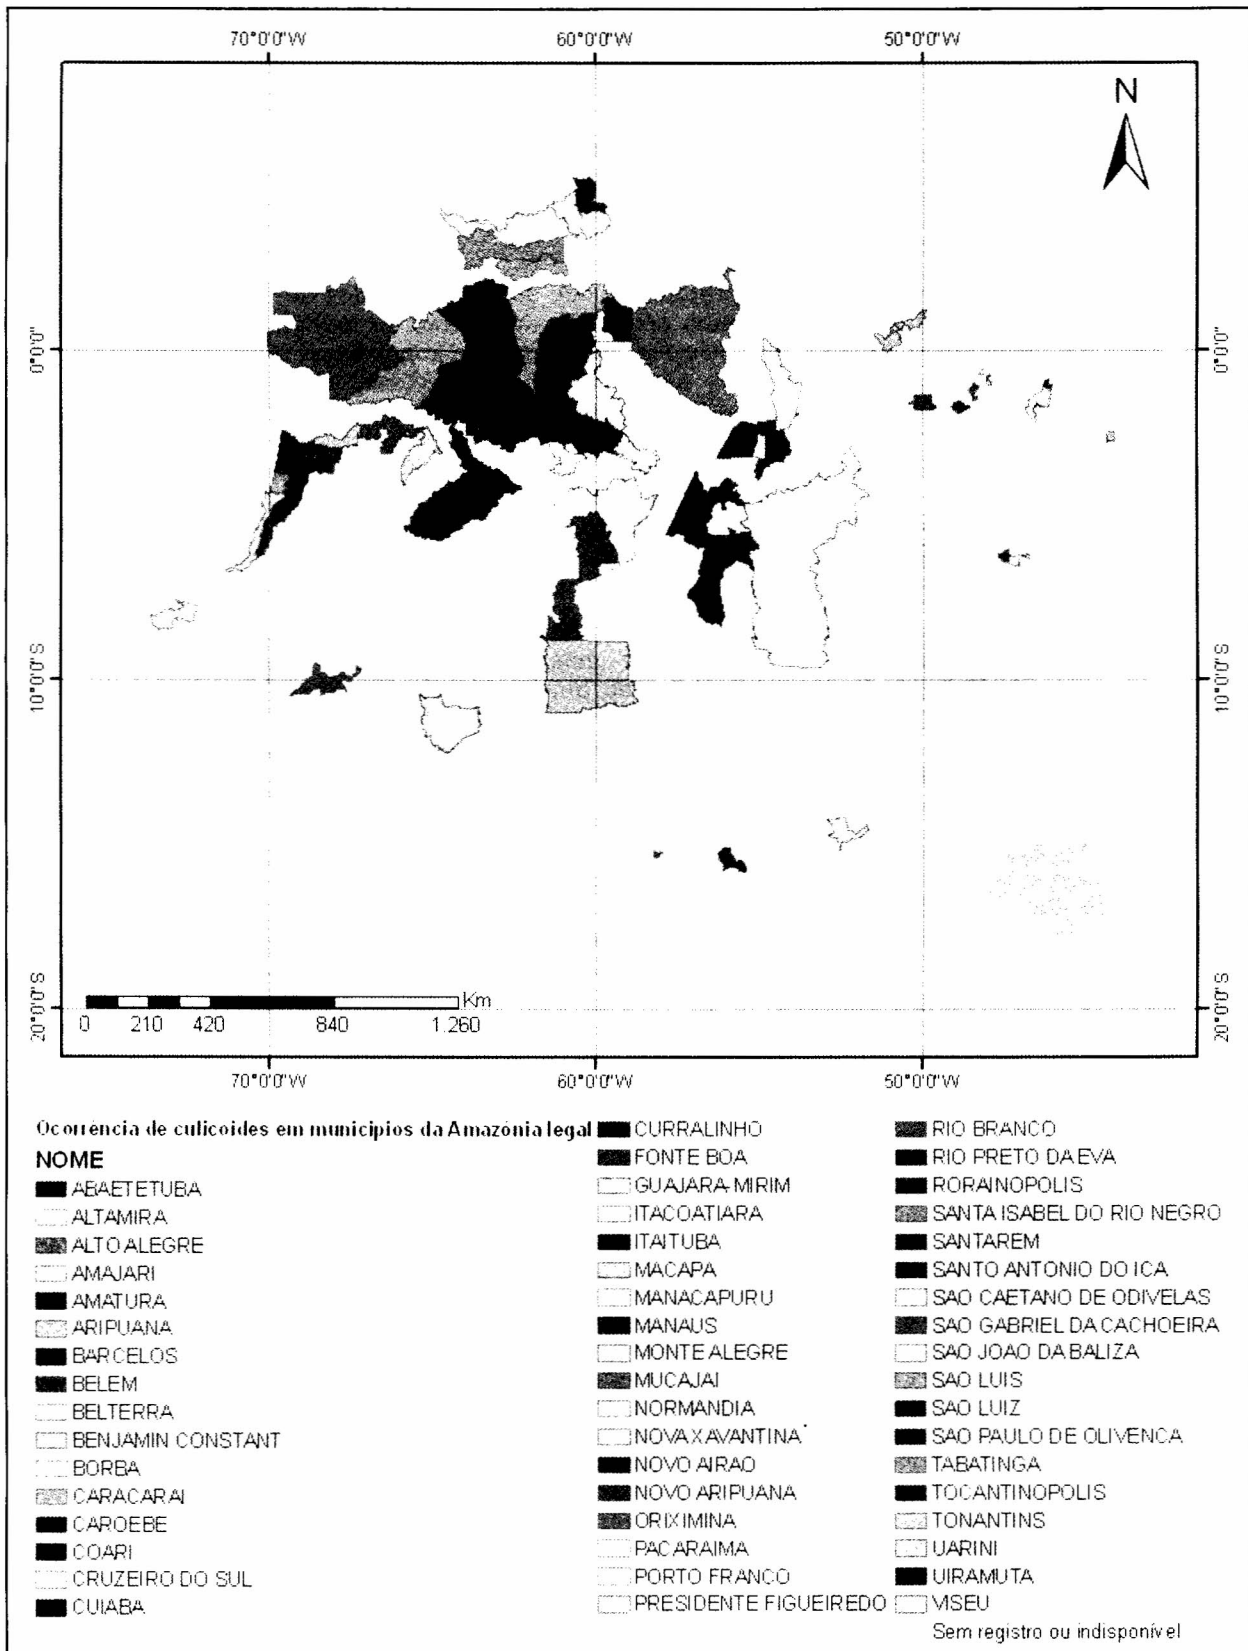 70°0'0"W 60°0'0"W 50°0'0"W
N
0°0'0" 0°0'0"
10°0'0"S 10°0'0"S
20°0'0"S 20°0'0"S
Km
0 210 420 840 1.260
70°0'0"W 60°0'0"W 50°0'0"W
Ocorrência de culicoides em municípios da Amazônia legal
NOME
ABAETETUBA
ALTAMIRA
ALTO ALEGRE
AMAJARI
AMATURA
ARIPUANA
BARCELOS
BELEM
BELTERRA
BENJAMIN CONSTANT
BORBA
CARACARAI
CAROEBE
COARI
CRUZEIRO DO SUL
CUIABA
CURRALINHO
FONTE BOA
GUAJARA-MIRIM
ITACOATIARA
ITAITUBA
MACAPA
MANACAPURU
MANAUS
MONTE ALEGRE
MUCAJAI
NORMANDIA
NOVA XAVANTINA
NOVO AIRAO
NOVO ARIPUANA
ORIXIMINA
PACARAIMA
PORTO FRANCO
PRESIDENTE FIGUEIREDO
RIO BRANCO
RIO PRETO DA EVA
RORAINOPOLIS
SANTA ISABEL DO RIO NEGRO
SANTAREM
SANTO ANTONIO DO ICA
SAO CAETANO DE ODIVELAS
SAO GABRIEL DA CACHOEIRA
SAO JOAO DA BALIZA
SAO LUIS
SAO LUIZ
SAO PAULO DE OLIVENCA
TABATINGA
TOCANTINOPOLIS
TONANTINS
UARINI
UIRAMUTA
VISEU
Sem registro ou indisponível